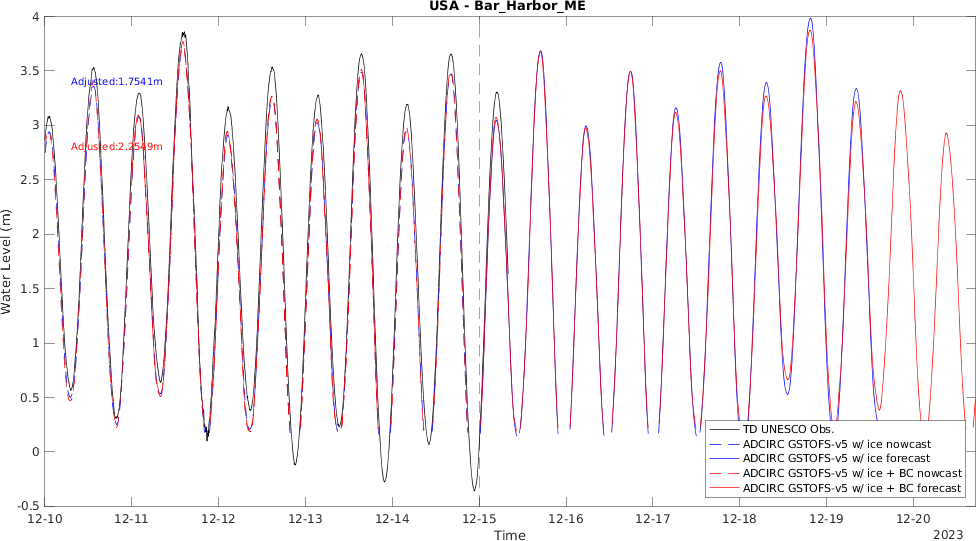 USA - Bar_Harbor_ME
4
3.5
3
2.5
2
1.5
1
0.5
0
-0.5
Water Level (m)
Adjusted:1.7541m
Adjusted:2.2549m
TD UNESCO Obs.
ADCIRC GSTOFS-v5 w/ ice nowcast
ADCIRC GSTOFS-v5 w/ ice forecast
ADCIRC GSTOFS-v5 w/ ice + BC nowcast
ADCIRC GSTOFS-v5 w/ ice + BC forecast
12-10 12-11 12-12 12-13 12-14 12-15 12-16 12-17 12-18 12-19 12-20
Time
2023